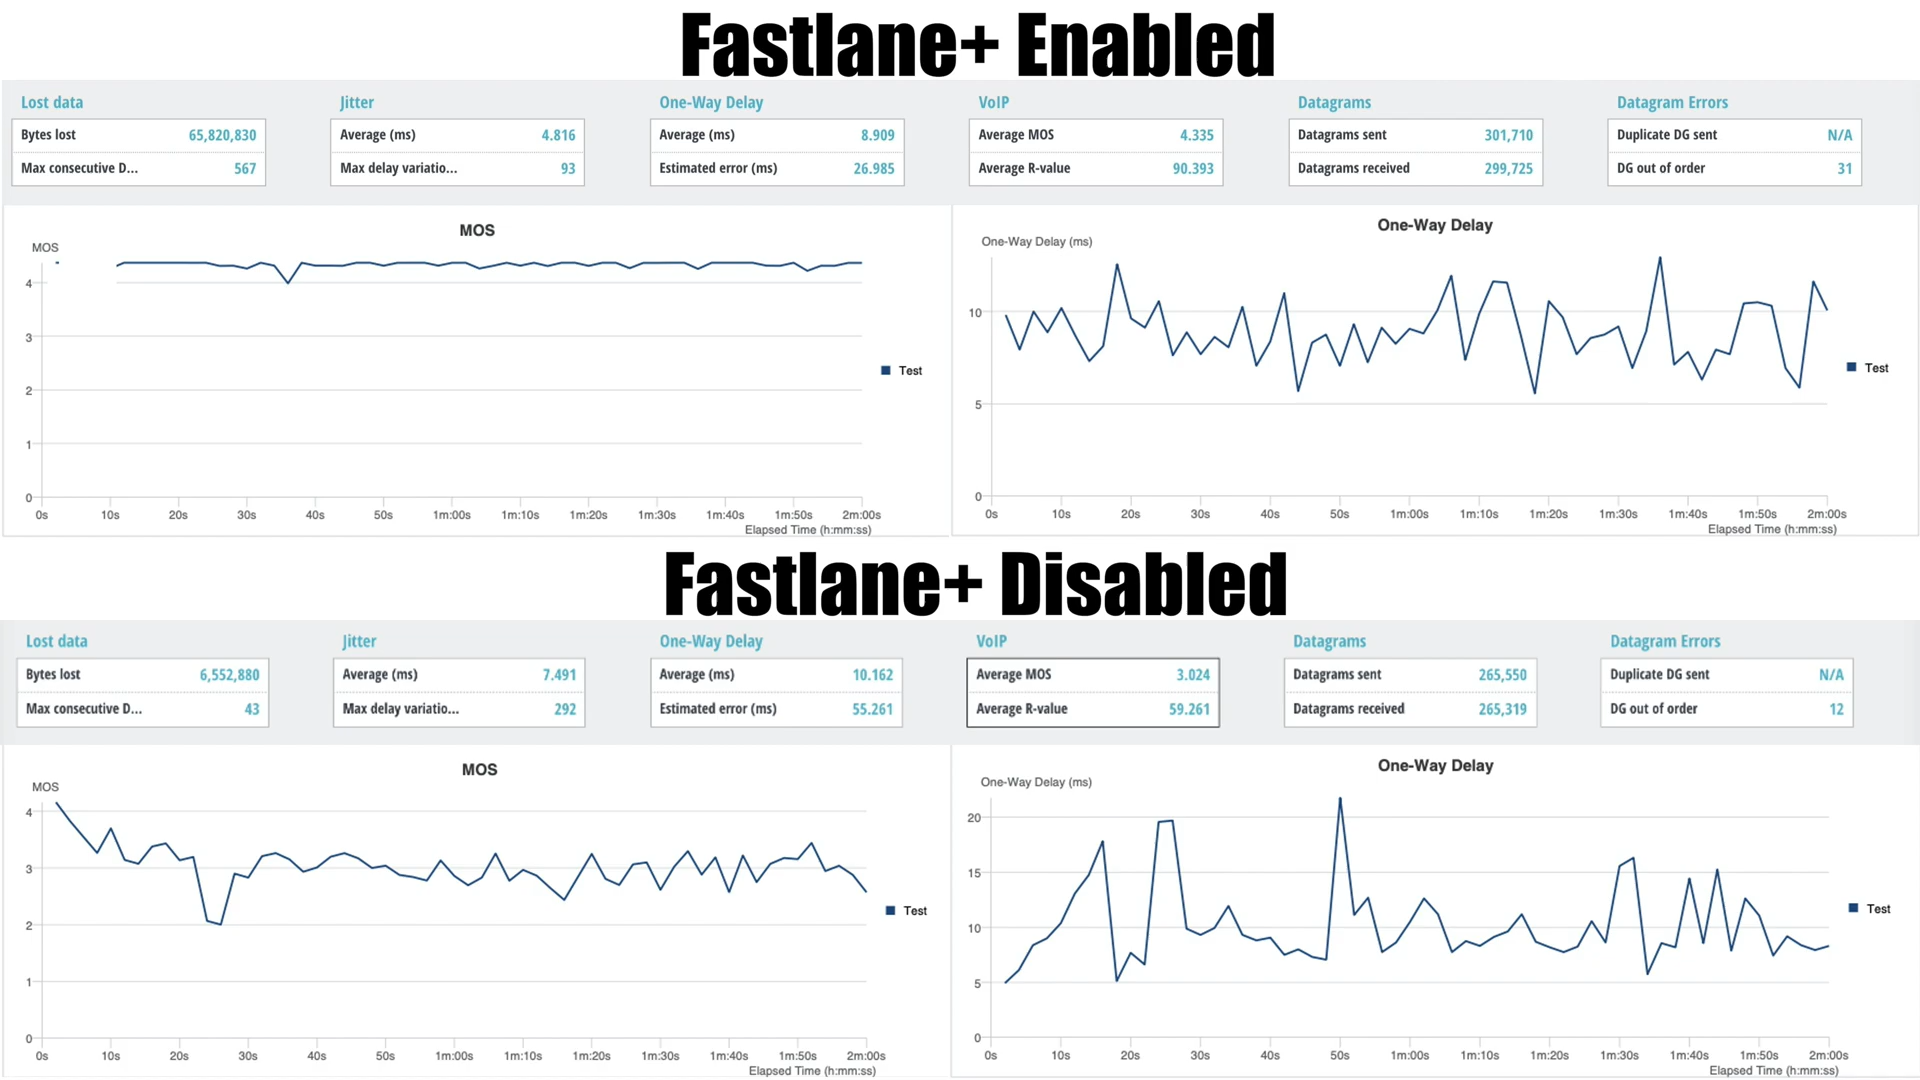 Fastlane+ Enabled
Lost data
Bytes lost 65,820,830
Max consecutive D... 567
Jitter
Average (ms) 4.816
Max delay variatio... 93
One-Way Delay
Average (ms) 8.909
Estimated error (ms) 26.985
VoIP
Average MOS 4.335
Average R-value 90.393
Datagrams
Datagrams sent 301,710
Datagrams received 299,725
Datagram Errors
Duplicate DG sent N/A
DG out of order 31
MOS
MOS
4
3
2
1
0
0s 10s 20s 30s 40s 50s 1m:00s 1m:10s 1m:20s 1m:30s 1m:40s 1m:50s 2m:00s
Elapsed Time (h:mm:ss)
Test
One-Way Delay
One-Way Delay (ms)
10
5
0
0s 10s 20s 30s 40s 50s 1m:00s 1m:10s 1m:20s 1m:30s 1m:40s 1m:50s 2m:00s
Elapsed Time (h:mm:ss)
Test
Fastlane+ Disabled
Lost data
Bytes lost 6,552,880
Max consecutive D... 43
Jitter
Average (ms) 7.491
Max delay variatio... 292
One-Way Delay
Average (ms) 10.162
Estimated error (ms) 55.261
VoIP
Average MOS 3.024
Average R-value 59.261
Datagrams
Datagrams sent 265,550
Datagrams received 265,319
Datagram Errors
Duplicate DG sent N/A
DG out of order 12
MOS
MOS
4
3
2
1
0
0s 10s 20s 30s 40s 50s 1m:00s 1m:10s 1m:20s 1m:30s 1m:40s 1m:50s 2m:00s
Elapsed Time (h:mm:ss)
Test
One-Way Delay
One-Way Delay (ms)
20
15
10
5
0
0s 10s 20s 30s 40s 50s 1m:00s 1m:10s 1m:20s 1m:30s 1m:40s 1m:50s 2m:00s
Elapsed Time (h:mm:ss)
Test